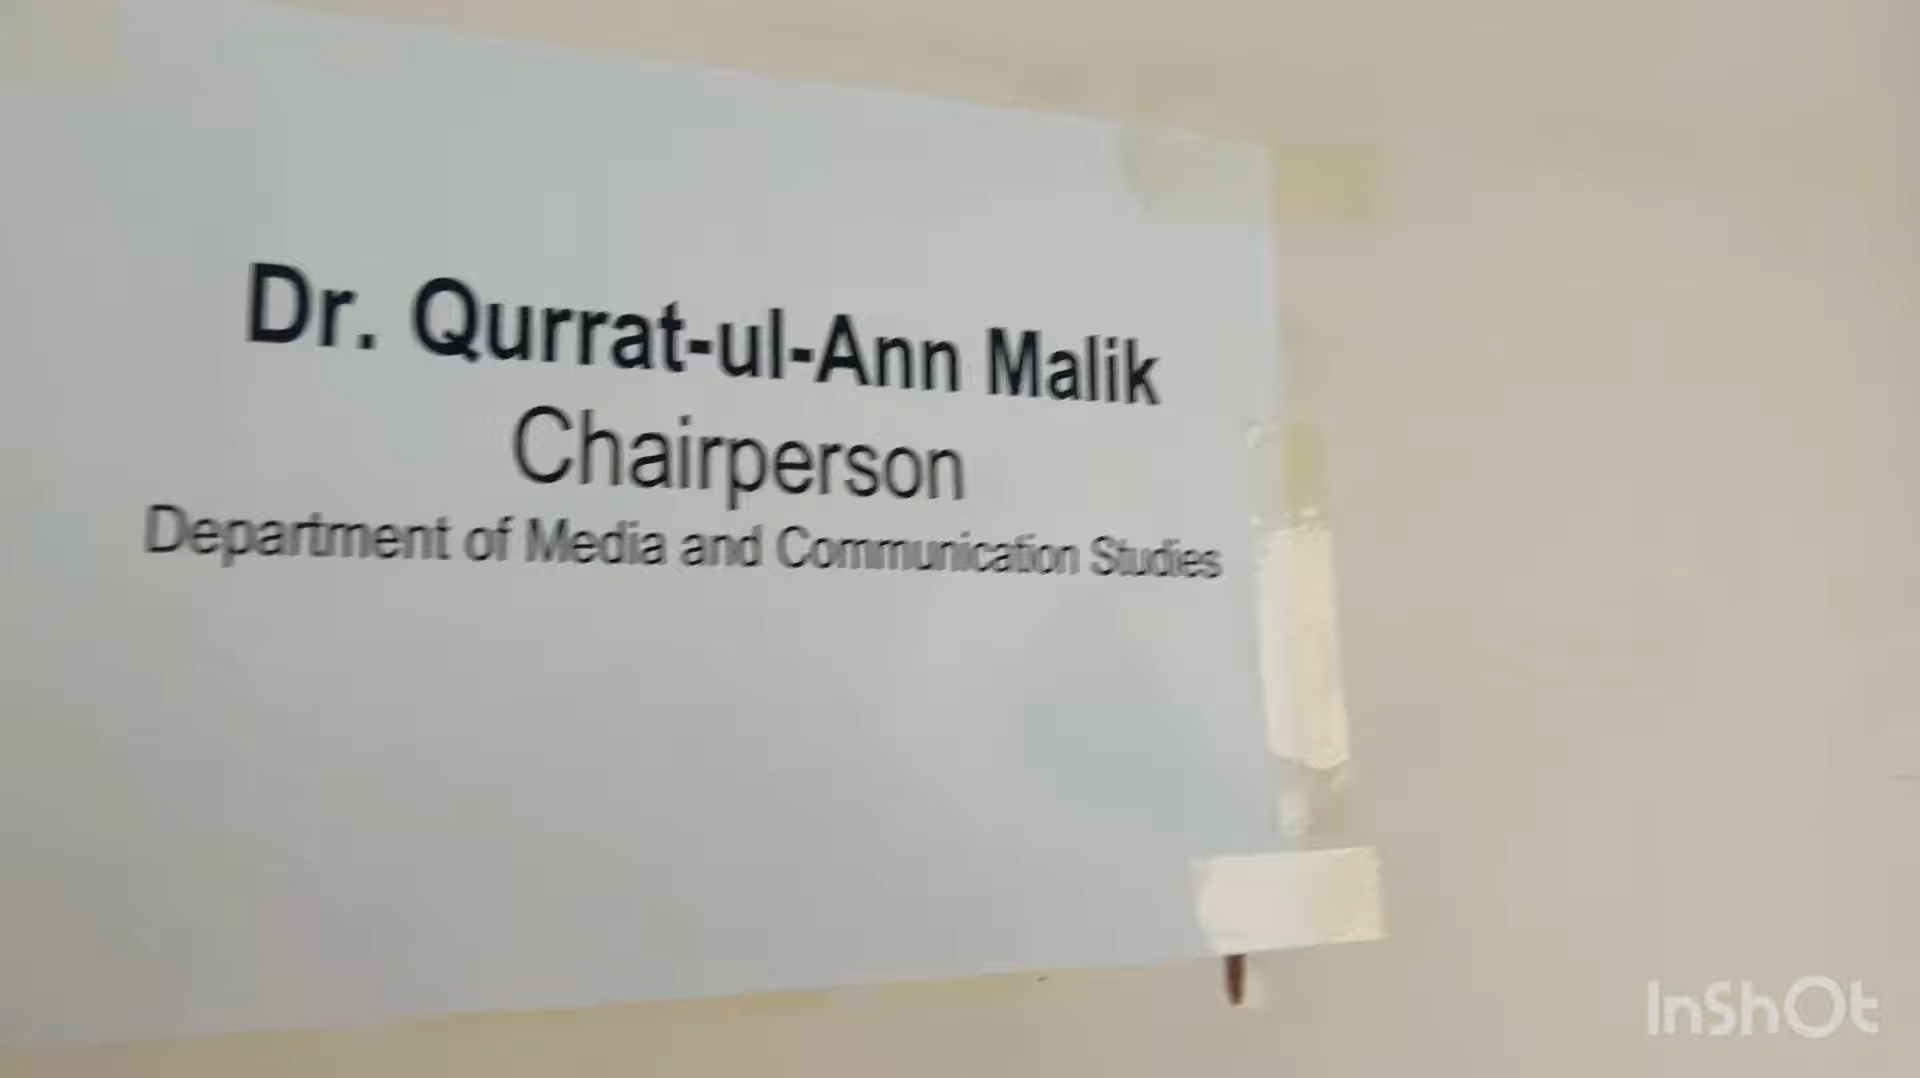 Dr. Qurrat-ul-Ann Malik
Chairperson
Department of Media and Communication Studies
InShOt